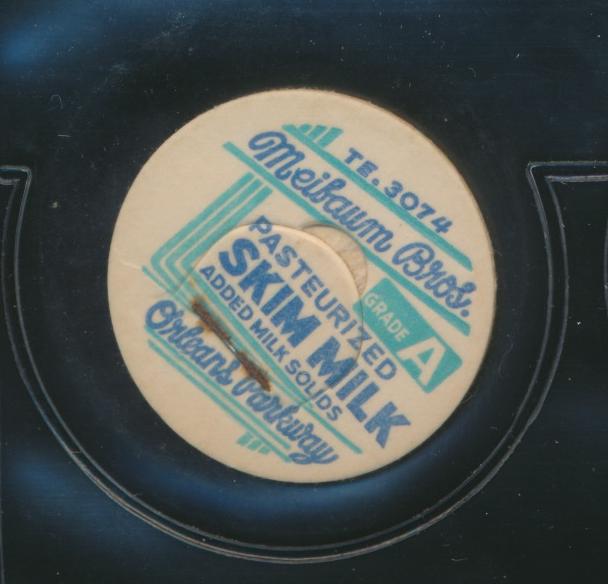 TE. 3074
Meibaum Bros.
PASTEURIZED
SKIM MILK
ADDED MILK SOLIDS
GRADE A
Orleans Parkway